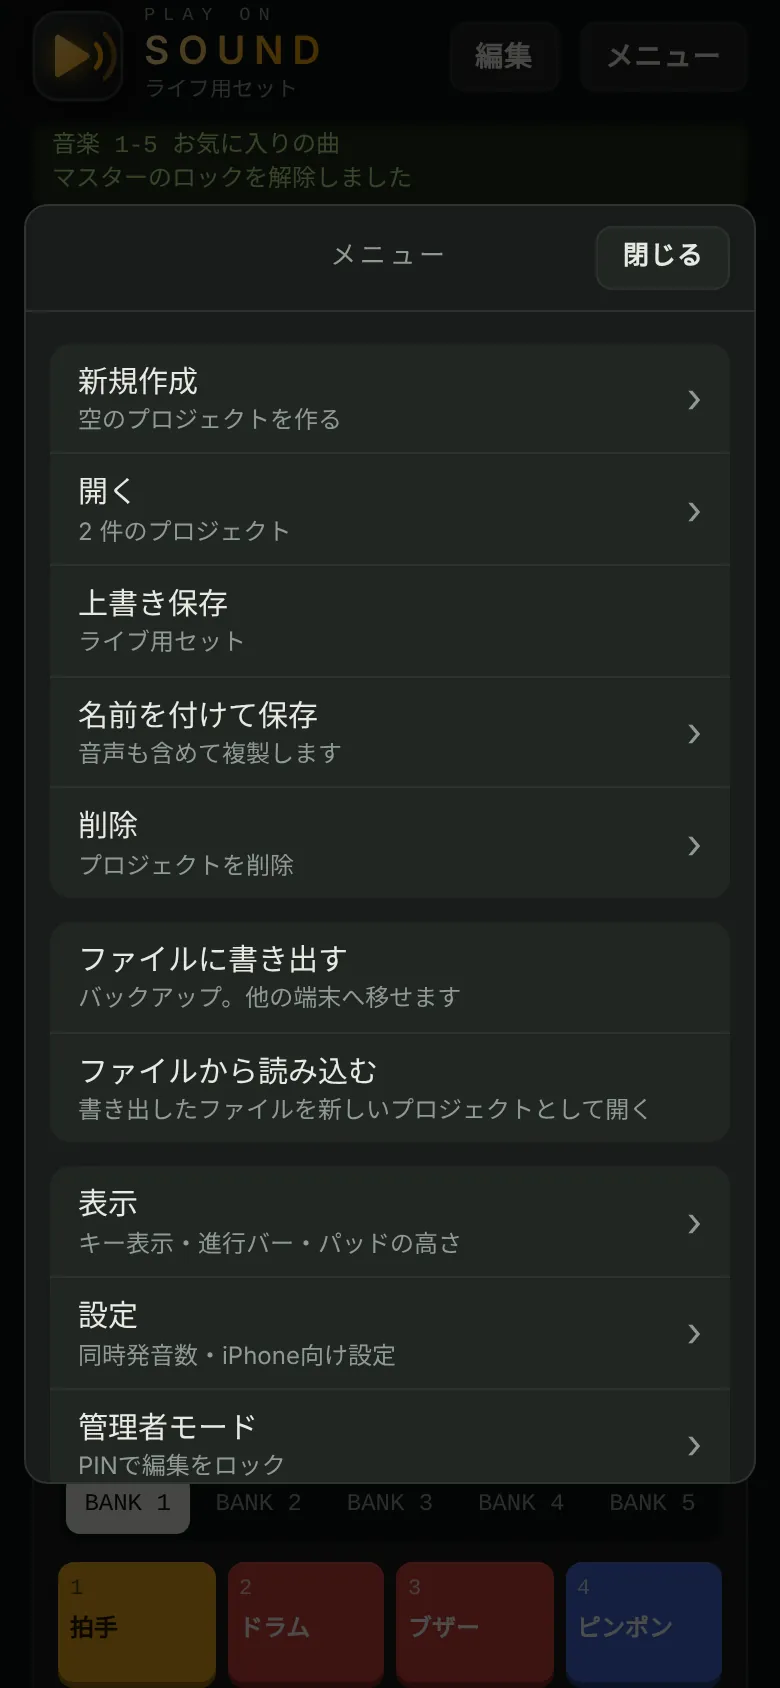 PLAY ON
SOUND
ライブ用セット
編集
メニュー
音楽 1-5 お気に入りの曲
マスターのロックを解除しました
メニュー
閉じる
新規作成
空のプロジェクトを作る
開く
2 件のプロジェクト
上書き保存
ライブ用セット
名前を付けて保存
音声も含めて複製します
削除
プロジェクトを削除
ファイルに書き出す
バックアップ。他の端末へ移せます
ファイルから読み込む
書き出したファイルを新しいプロジェクトとして開く
表示
キー表示・進行バー・パッドの高さ
設定
同時発音数・iPhone向け設定
管理者モード
PINで編集をロック
BANK 1
BANK 2
BANK 3
BANK 4
BANK 5
1
拍手
2
ドラム
3
ブザー
4
ピンポン